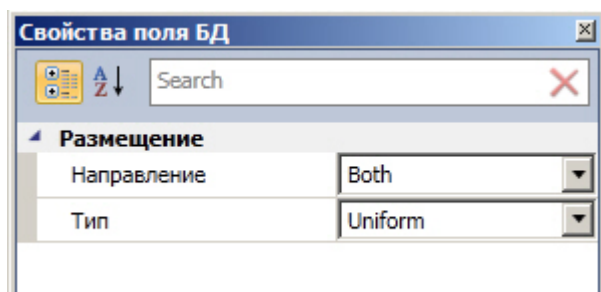 Свойства поля БД
A
Z
Search
Размещение
Направление Both
Тип Uniform